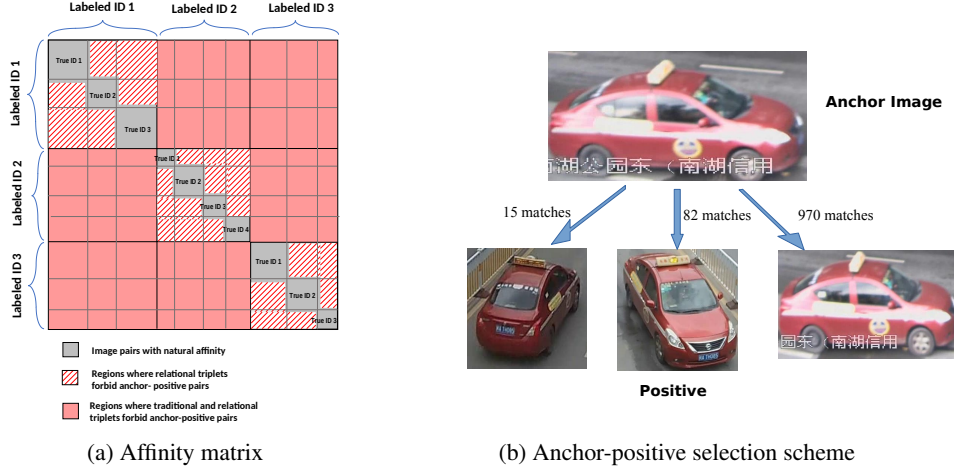 Labeled ID 1 Labeled ID 2 Labeled ID 3
Labeled ID 1
Labeled ID 2
Labeled ID 3
True ID 1
True ID 2
True ID 3
True ID 1
True ID 2
True ID 3
True ID 4
True ID 1
True ID 2
True ID 3
Image pairs with natural affinity
Regions where relational triplets
forbid anchor- positive pairs
Regions where traditional and relational
triplets forbid anchor-positive pairs
(a) Affinity matrix
Anchor Image
南湖公园东（南湖信用
15 matches
82 matches
970 matches
园东（南湖信用
Positive
(b) Anchor-positive selection scheme